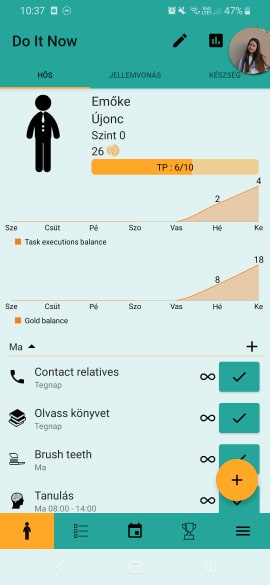 10:37
47%
Do It Now
HŐS
JELLEMVONÁS
KÉSZSÉG
Emőke
Újonc
Szint 0
26
TP : 6/10
4
2
Sze Csüt Pé Szo Vas Hé Ke
Task executions balance
18
8
Sze Csüt Pé Szo Vas Hé Ke
Gold balance
Ma
Contact relatives
Tegnap
Olvass könyvet
Tegnap
Brush teeth
Ma
Tanulás
Ma 08:00 - 14:00